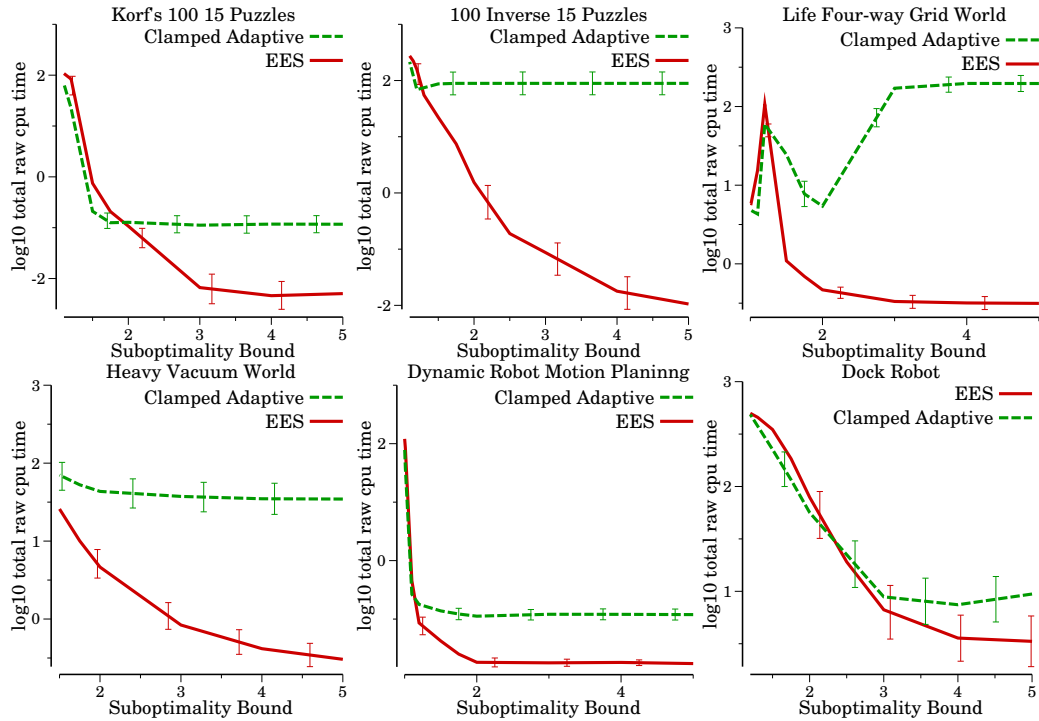 Korf's 100 15 Puzzles
Clamped Adaptive
EES
log10 total raw cpu time
2
0
-2
2
3
4
5
Suboptimality Bound
100 Inverse 15 Puzzles
Clamped Adaptive
EES
log10 total raw cpu time
2
0
-2
2
3
4
5
Suboptimality Bound
Life Four-way Grid World
Clamped Adaptive
EES
log10 total raw cpu time
3
2
1
0
2
4
Suboptimality Bound
Heavy Vacuum World
Clamped Adaptive
EES
log10 total raw cpu time
3
2
1
0
2
3
4
5
Suboptimality Bound
Dynamic Robot Motion Planinng
Clamped Adaptive
EES
log10 total raw cpu time
2
0
2
4
Suboptimality Bound
Dock Robot
EES
Clamped Adaptive
log10 total raw cpu time
3
2
1
2
3
4
5
Suboptimality Bound